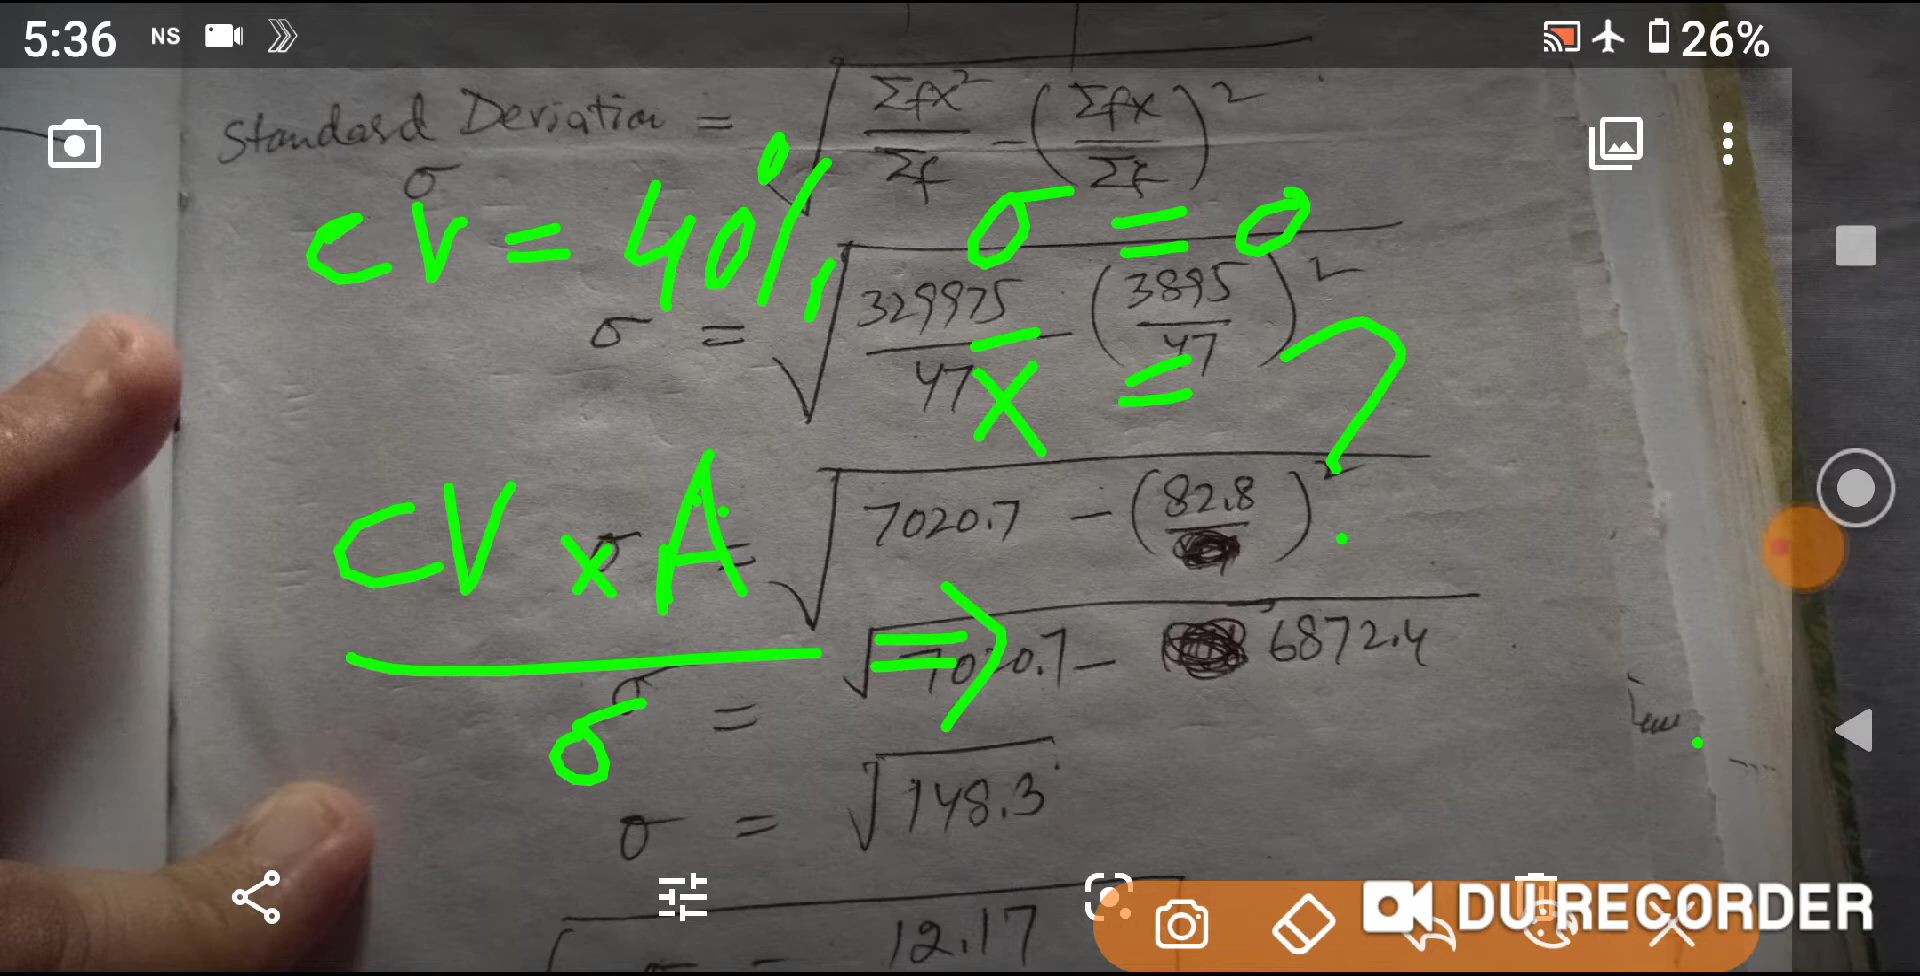 5:36 NS 26%
Standard Deviation = √ Σfx² / Σf - ( Σfx / Σf )²
σ
CV = 40%, σ = 0
σ = √ 329975 / 47 - ( 3895 / 47 )²
x̄ = ?
CV × A / σ =>
σ = √ 7020.7 - ( 82.8 )²
σ = √ 7020.7 - 6872.4
σ = √ 148.3
σ = 12.17
DU RECORDER